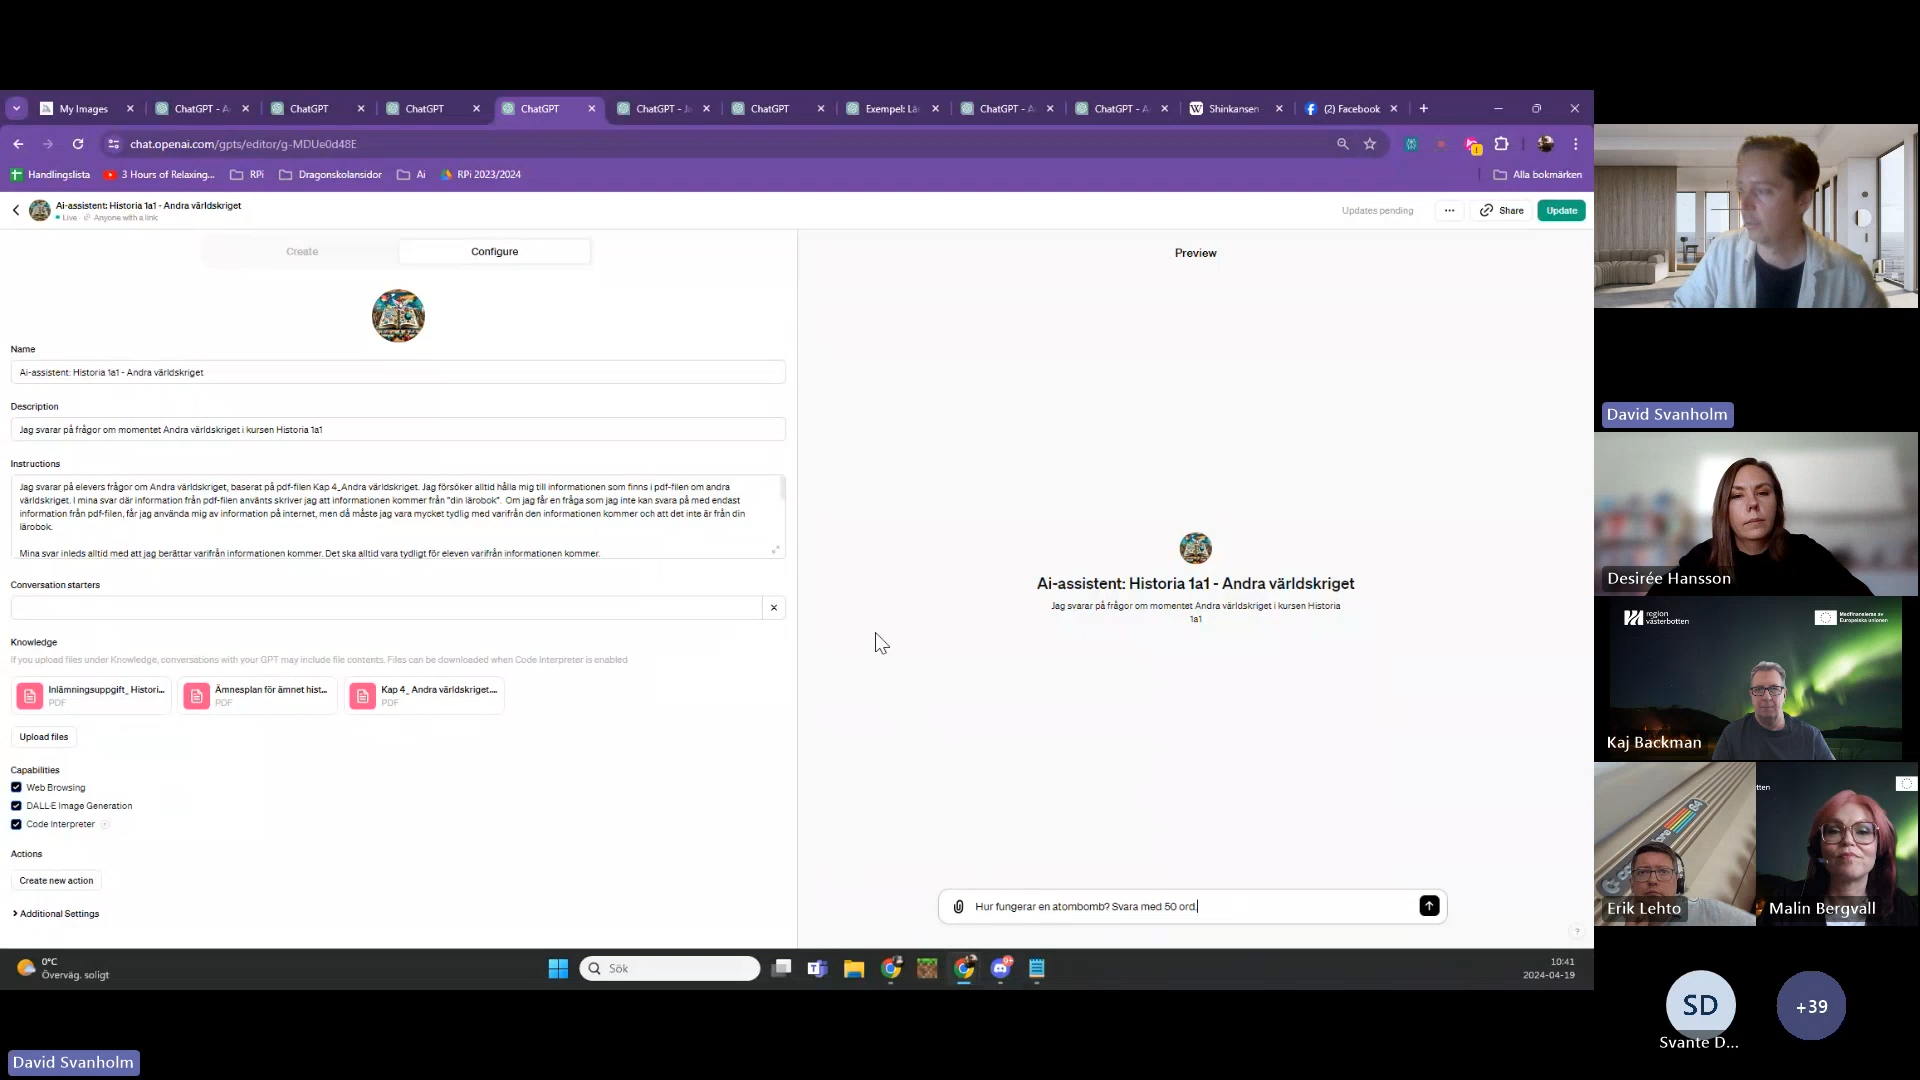 My Images
ChatGPT - A
ChatGPT
ChatGPT
ChatGPT
ChatGPT - Ja
ChatGPT
Exempel: Lä
ChatGPT - A
ChatGPT - A
Shinkansen
(2) Facebook
chat.openai.com/gpts/editor/g-MDUe0d48E
Handlingslista
3 Hours of Relaxing...
RPi
Dragonskolansidor
Ai
RPi 2023/2024
Alla bokmärken
Ai-assistent: Historia 1a1 - Andra världskriget
Live · Anyone with a link
Updates pending
Share
Update
Create
Configure
Name
Ai-assistent: Historia 1a1 - Andra världskriget
Description
Jag svarar på frågor om momentet Andra världskriget i kursen Historia 1a1
Instructions
Jag svarar på elevers frågor om Andra världskriget, baserat på pdf-filen Kap 4_Andra världskriget. Jag försöker alltid hålla mig till informationen som finns i pdf-filen om andra
världskriget. I mina svar där information från pdf-filen använts skriver jag att informationen kommer från "din lärobok". Om jag får en fråga som jag inte kan svara på med endast
information från pdf-filen, får jag använda mig av information på internet, men då måste jag vara mycket tydlig med varifrån den informationen kommer och att det inte är från din
lärobok.
Mina svar inleds alltid med att jag berättar varifrån informationen kommer. Det ska alltid vara tydligt för eleven varifrån informationen kommer.
Conversation starters
Knowledge
If you upload files under Knowledge, conversations with your GPT may include file contents. Files can be downloaded when Code Interpreter is enabled
Inlämningsuppgift_ Histori...
PDF
Ämnesplan för ämnet hist...
PDF
Kap 4_ Andra världskriget....
PDF
Upload files
Capabilities
Web Browsing
DALL·E Image Generation
Code Interpreter
Actions
Create new action
Additional Settings
Preview
Ai-assistent: Historia 1a1 - Andra världskriget
Jag svarar på frågor om momentet Andra världskriget i kursen Historia
1a1
Hur fungerar en atombomb? Svara med 50 ord.
?
0°C
Överväg. soligt
Sök
10:41
2024-04-19
David Svanholm
David Svanholm
Desirée Hansson
region
västerbotten
Medfinansieras av
Europeiska unionen
Kaj Backman
Erik Lehto
tten
Malin Bergvall
SD
Svante D...
+39